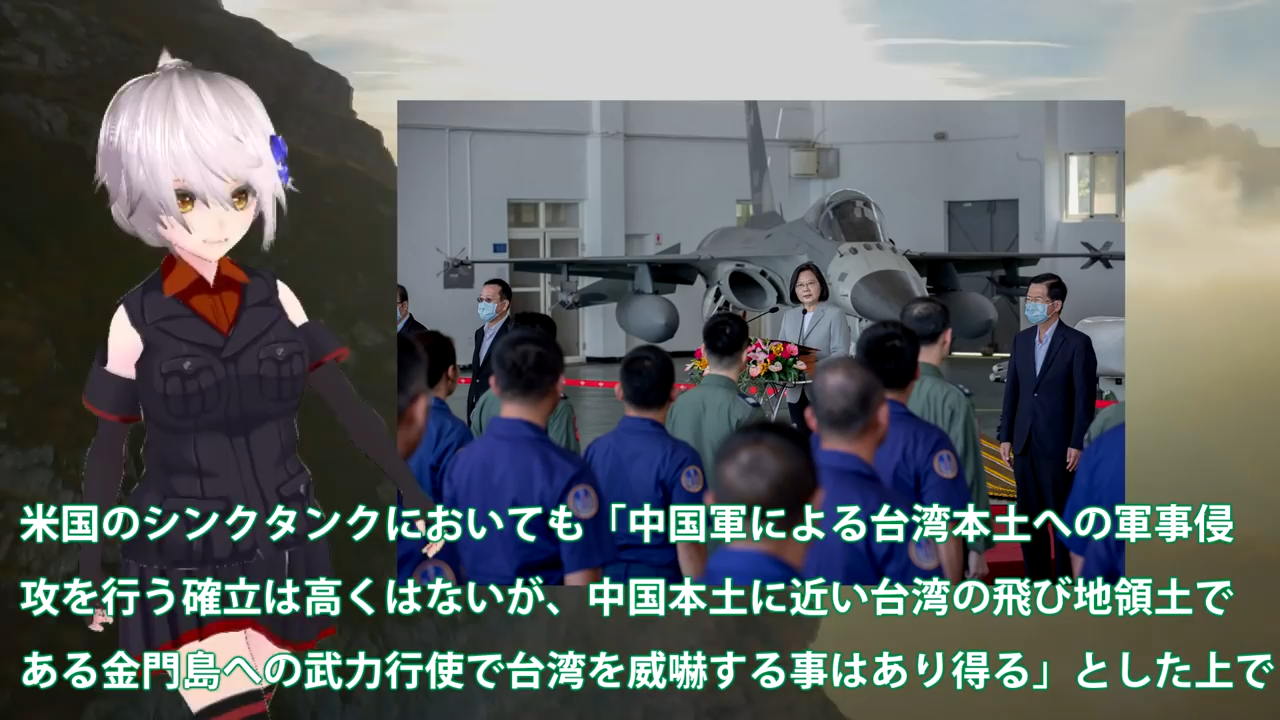 米国のシンクタンクにおいても「中国軍による台湾本土への軍事侵
攻を行う確立は高くはないが、中国本土に近い台湾の飛び地領土で
ある金門島への武力行使で台湾を威嚇する事はあり得る」とした上で